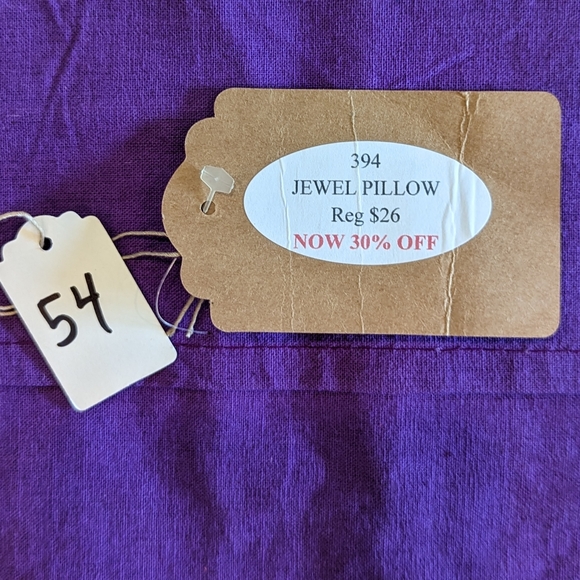 54
394
JEWEL PILLOW
Reg $26
NOW 30% OFF